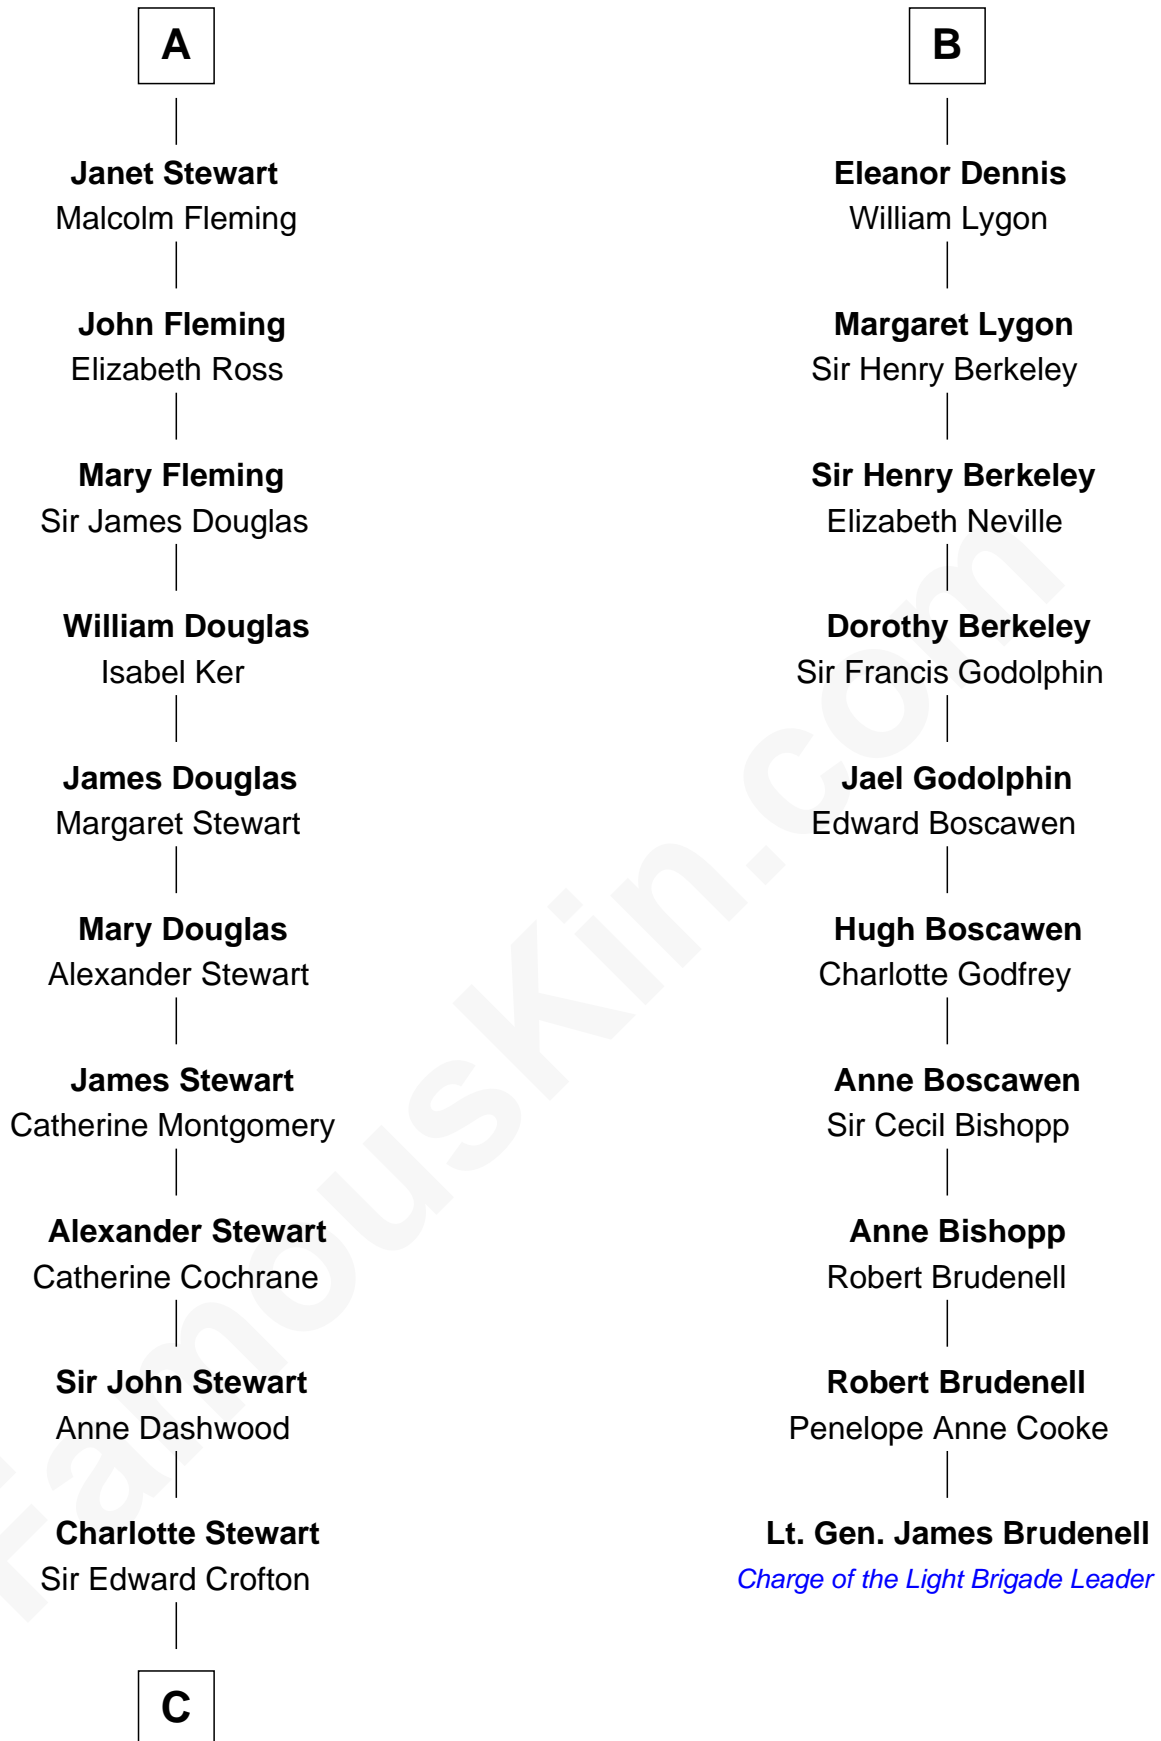 A
Janet Stewart
Malcolm Fleming
John Fleming
Elizabeth Ross
Mary Fleming
Sir James Douglas
William Douglas
Isabel Ker
James Douglas
Margaret Stewart
Mary Douglas
Alexander Stewart
James Stewart
Catherine Montgomery
Alexander Stewart
Catherine Cochrane
Sir John Stewart
Anne Dashwood
Charlotte Stewart
Sir Edward Crofton
C
B
Eleanor Dennis
William Lygon
Margaret Lygon
Sir Henry Berkeley
Sir Henry Berkeley
Elizabeth Neville
Dorothy Berkeley
Sir Francis Godolphin
Jael Godolphin
Edward Boscawen
Hugh Boscawen
Charlotte Godfrey
Anne Boscawen
Sir Cecil Bishopp
Anne Bishopp
Robert Brudenell
Robert Brudenell
Penelope Anne Cooke
Lt. Gen. James Brudenell
Charge of the Light Brigade Leader
FamousKin.com